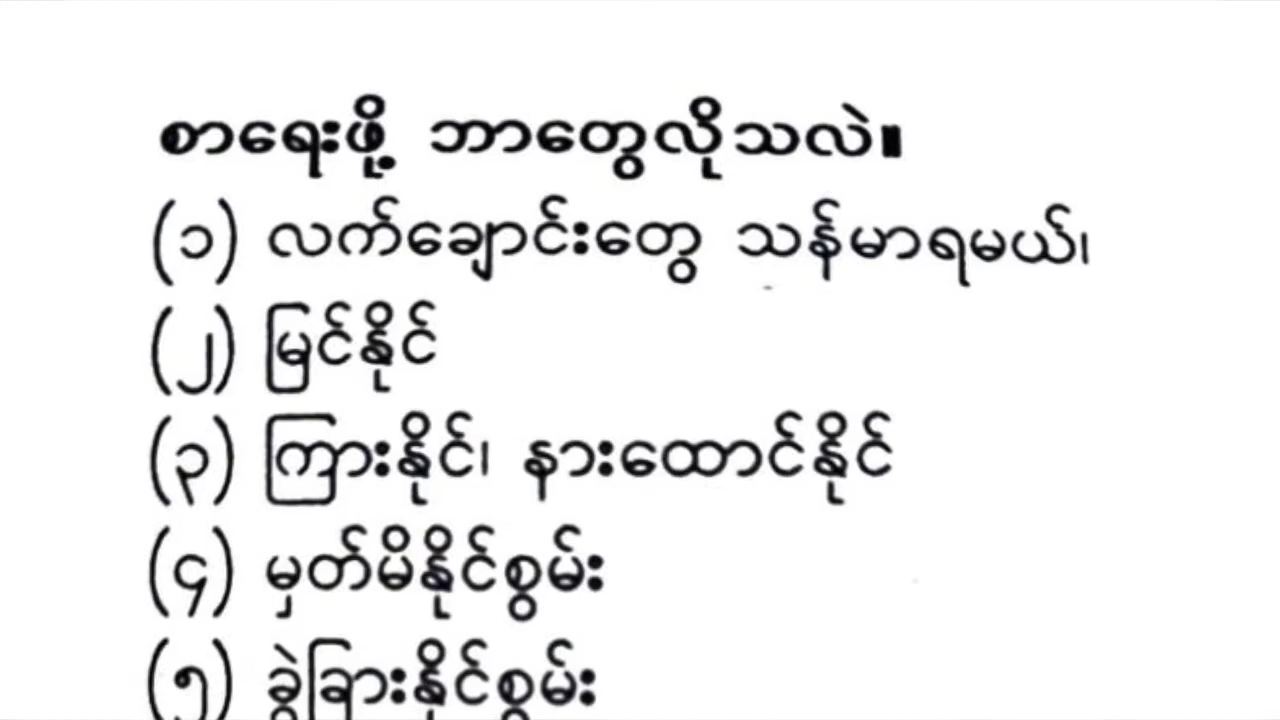 စာရေးဖို့ ဘာတွေလိုသလဲ။
(၁) လက်ချောင်းတွေ သန်မာရမယ်၊
(၂) မြင်နိုင်
(၃) ကြားနိုင်၊ နားထောင်နိုင်
(၄) မှတ်မိနိုင်စွမ်း
(၅) ခွဲခြားနိုင်စွမ်း